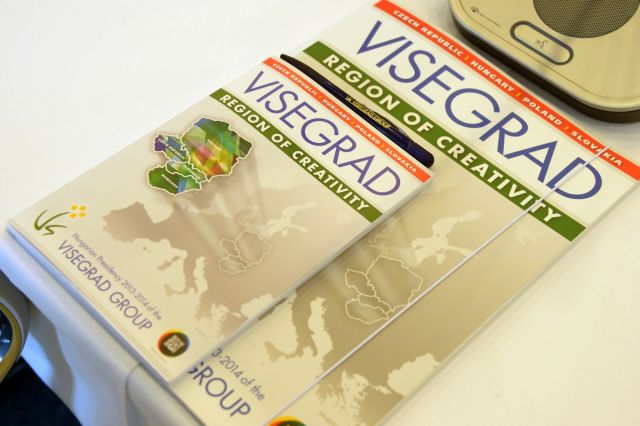 CZECH REPUBLIC | HUNGARY | POLAND | SLOVAKIA
VISEGRAD
REGION OF CREATIVITY
Hungarian Presidency 2013-2014 of the
VISEGRAD GROUP
CZECH REPUBLIC | HUNGARY | POLAND | SLOVAKIA
VISEGRAD
REGION OF CREATIVITY
-2014 of the
GRAD GROUP